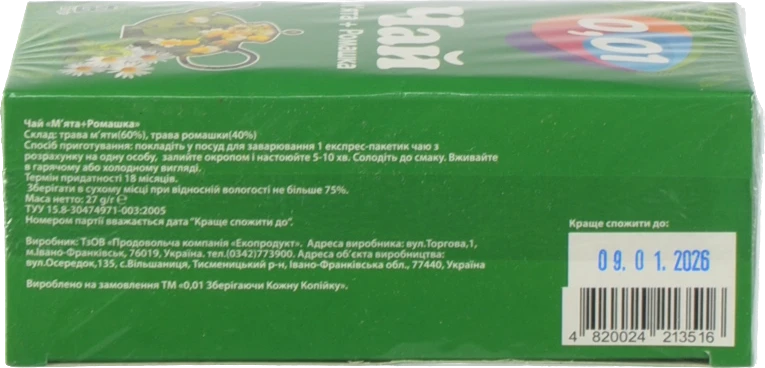 Чай
м'ята + Ромашка
0,01
Чай «М'ята+Ромашка»
Склад: трава м'яти(60%), трава ромашки(40%)
Спосіб приготування: покладіть у посуд для заварювання 1 експрес-пакетик чаю з
розрахунку на одну особу, залийте окропом і настоюйте 5-10 хв. Солодіть до смаку. Вживайте
в гарячому або холодному вигляді.
Термін придатності 18 місяців.
Зберігати в сухому місці при відносній вологості не більше 75%.
Маса нетто: 27 g/г ℮
ТУУ 15.8-30474971-003:2005
Номером партії вважається дата "Краще спожити до".
Виробник: ТзОВ «Продовольча компанія «Екопродукт». Адреса виробника: вул.Торгова,1,
м.Івано-Франківськ, 76019, Україна. тел.(0342)773900. Адреса об'єкта виробництва:
вул.Осередок,135, с.Вільшаниця, Тисменицький р-н, Івано-Франківська обл., 77440, Україна
Вироблено на замовлення ТМ «0,01 Зберігаючи Кожну Копійку».
Краще спожити до:
09.01.2026
4 820024 213516